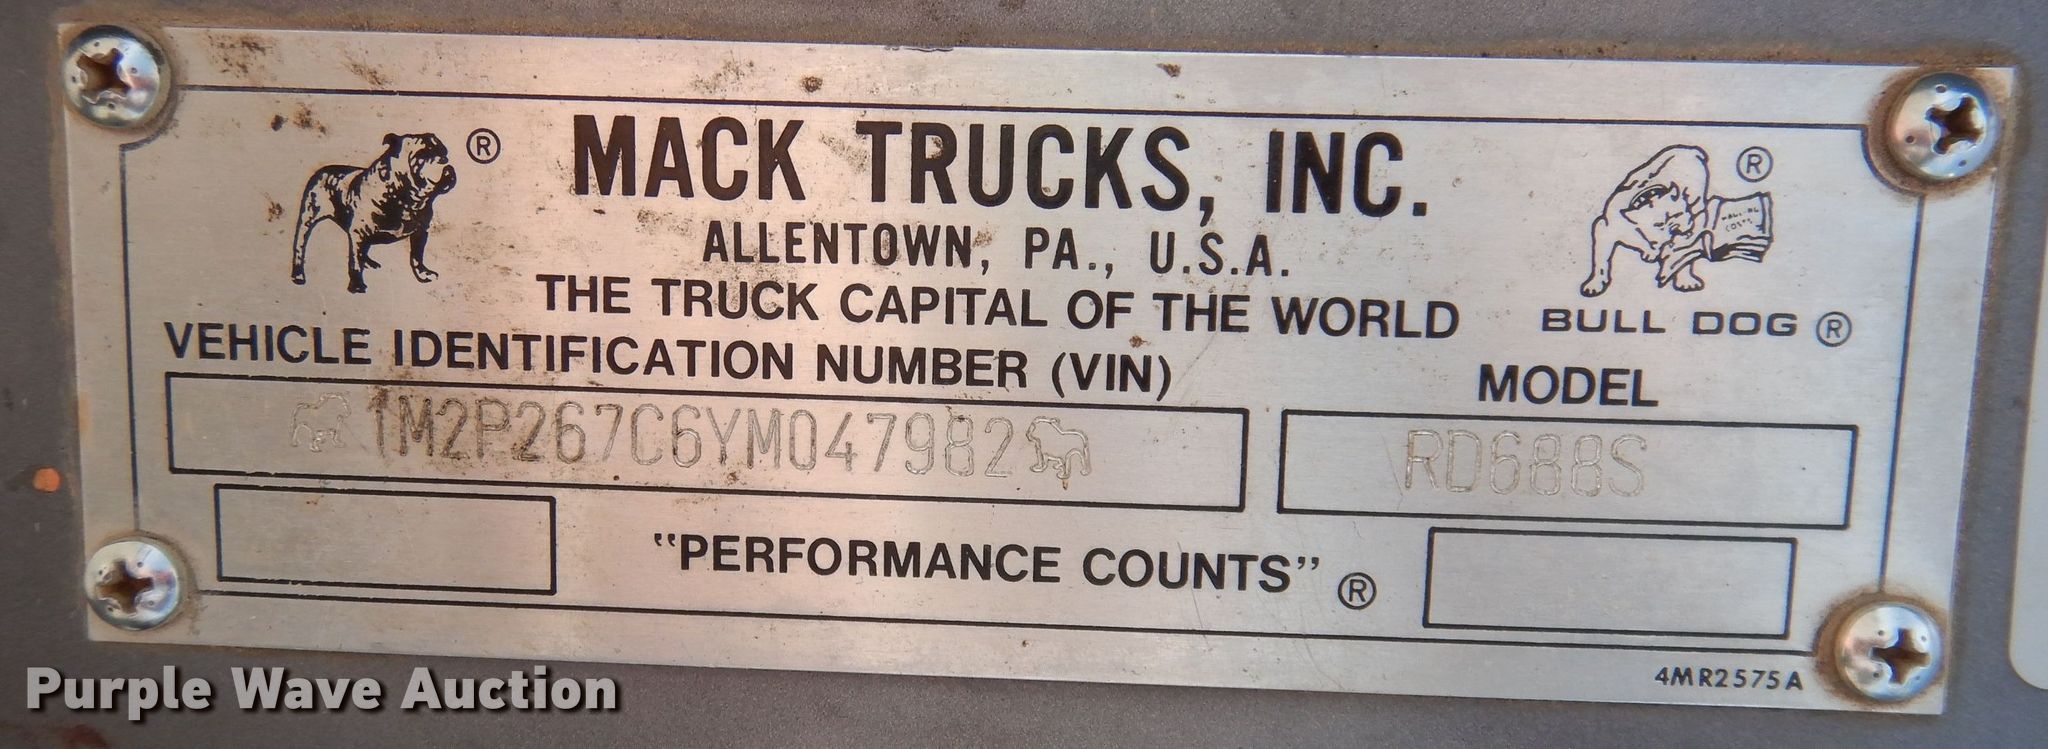 MACK TRUCKS, INC.
ALLENTOWN, PA., U.S.A.
THE TRUCK CAPITAL OF THE WORLD
BULL DOG ®
®
®
VEHICLE IDENTIFICATION NUMBER (VIN)
MODEL
1M2P267C6YM047982
RD688S
"PERFORMANCE COUNTS" ®
4MR2575A
Purple Wave Auction